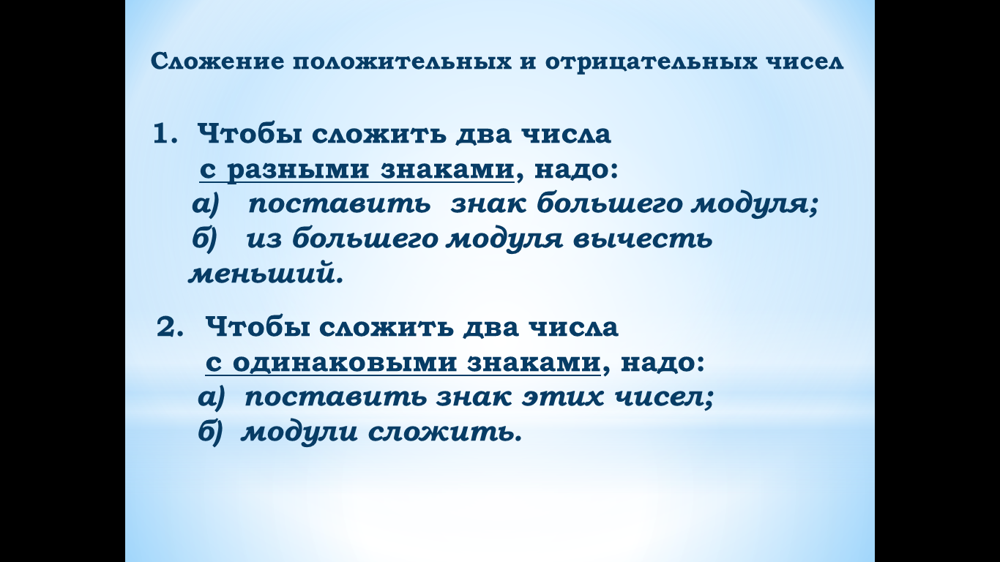 Сложение положительных и отрицательных чисел
1. Чтобы сложить два числа
с разными знаками, надо:
а) поставить знак большего модуля;
б) из большего модуля вычесть
меньший.
2. Чтобы сложить два числа
с одинаковыми знаками, надо:
а) поставить знак этих чисел;
б) модули сложить.